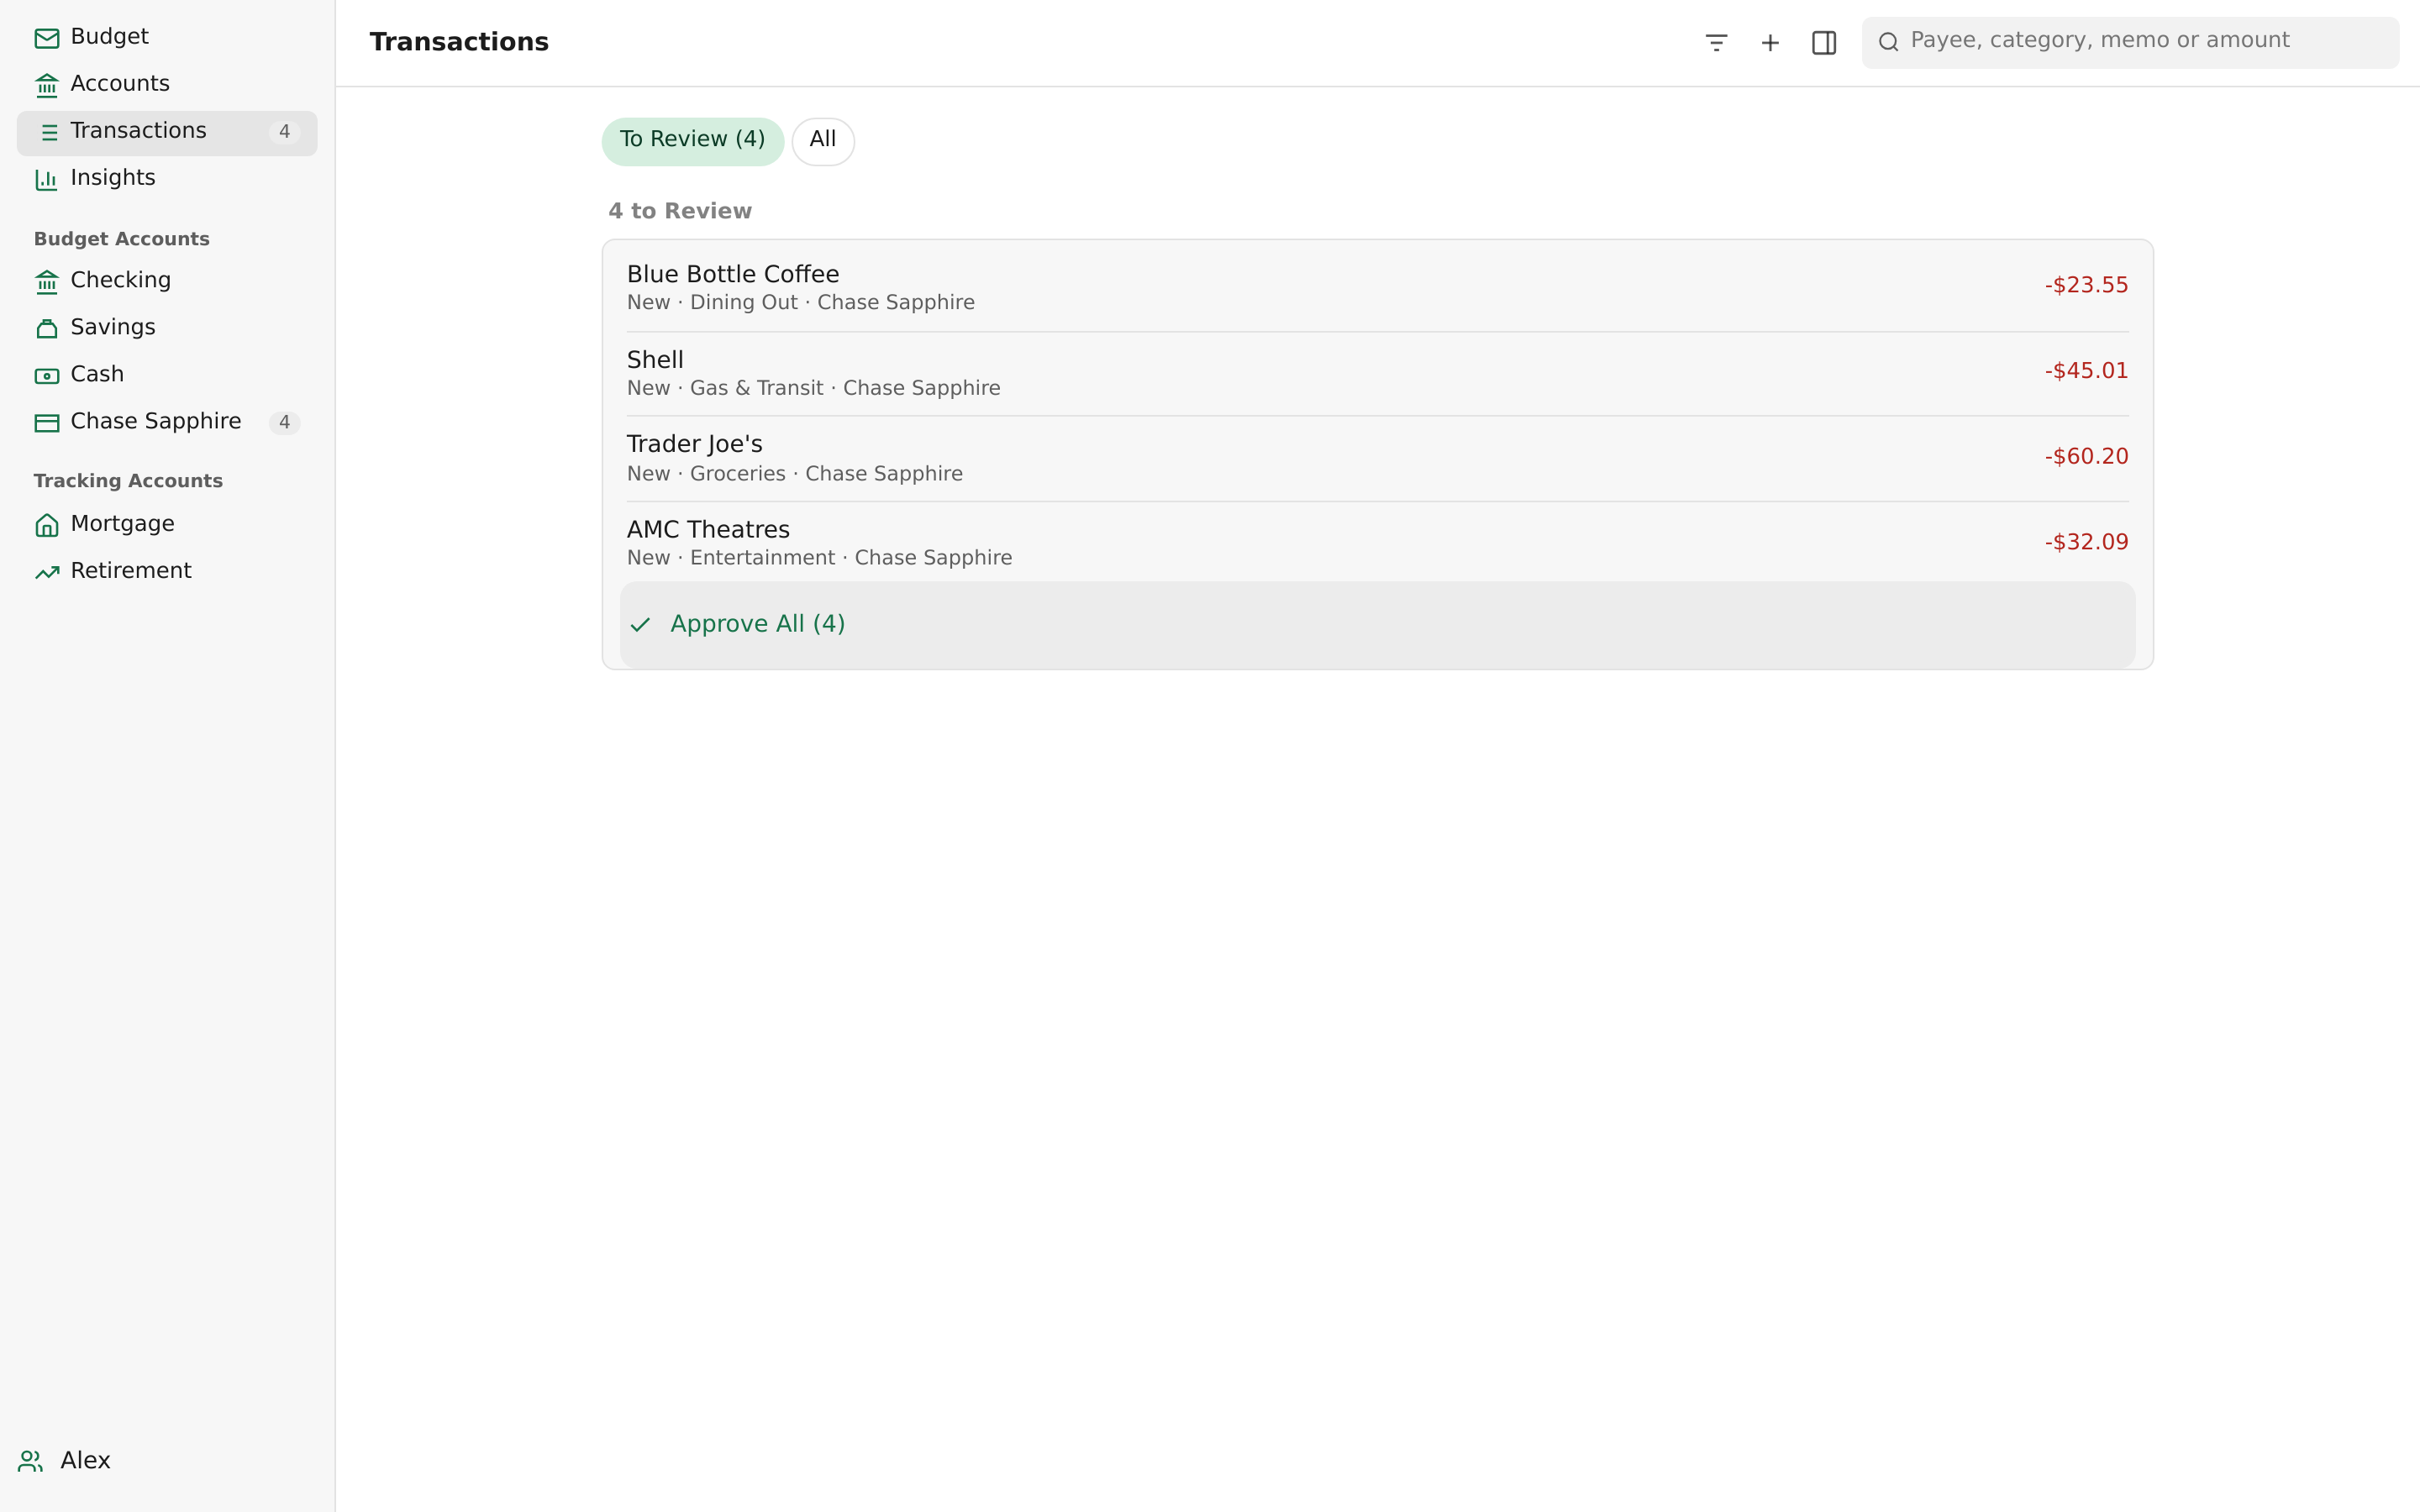 Budget
Accounts
Transactions 4
Insights
Budget Accounts
Checking
Savings
Cash
Chase Sapphire 4
Tracking Accounts
Mortgage
Retirement
Alex
Transactions
Payee, category, memo or amount
To Review (4) All
4 to Review
Blue Bottle Coffee
New · Dining Out · Chase Sapphire
-$23.55
Shell
New · Gas & Transit · Chase Sapphire
-$45.01
Trader Joe's
New · Groceries · Chase Sapphire
-$60.20
AMC Theatres
New · Entertainment · Chase Sapphire
-$32.09
Approve All (4)